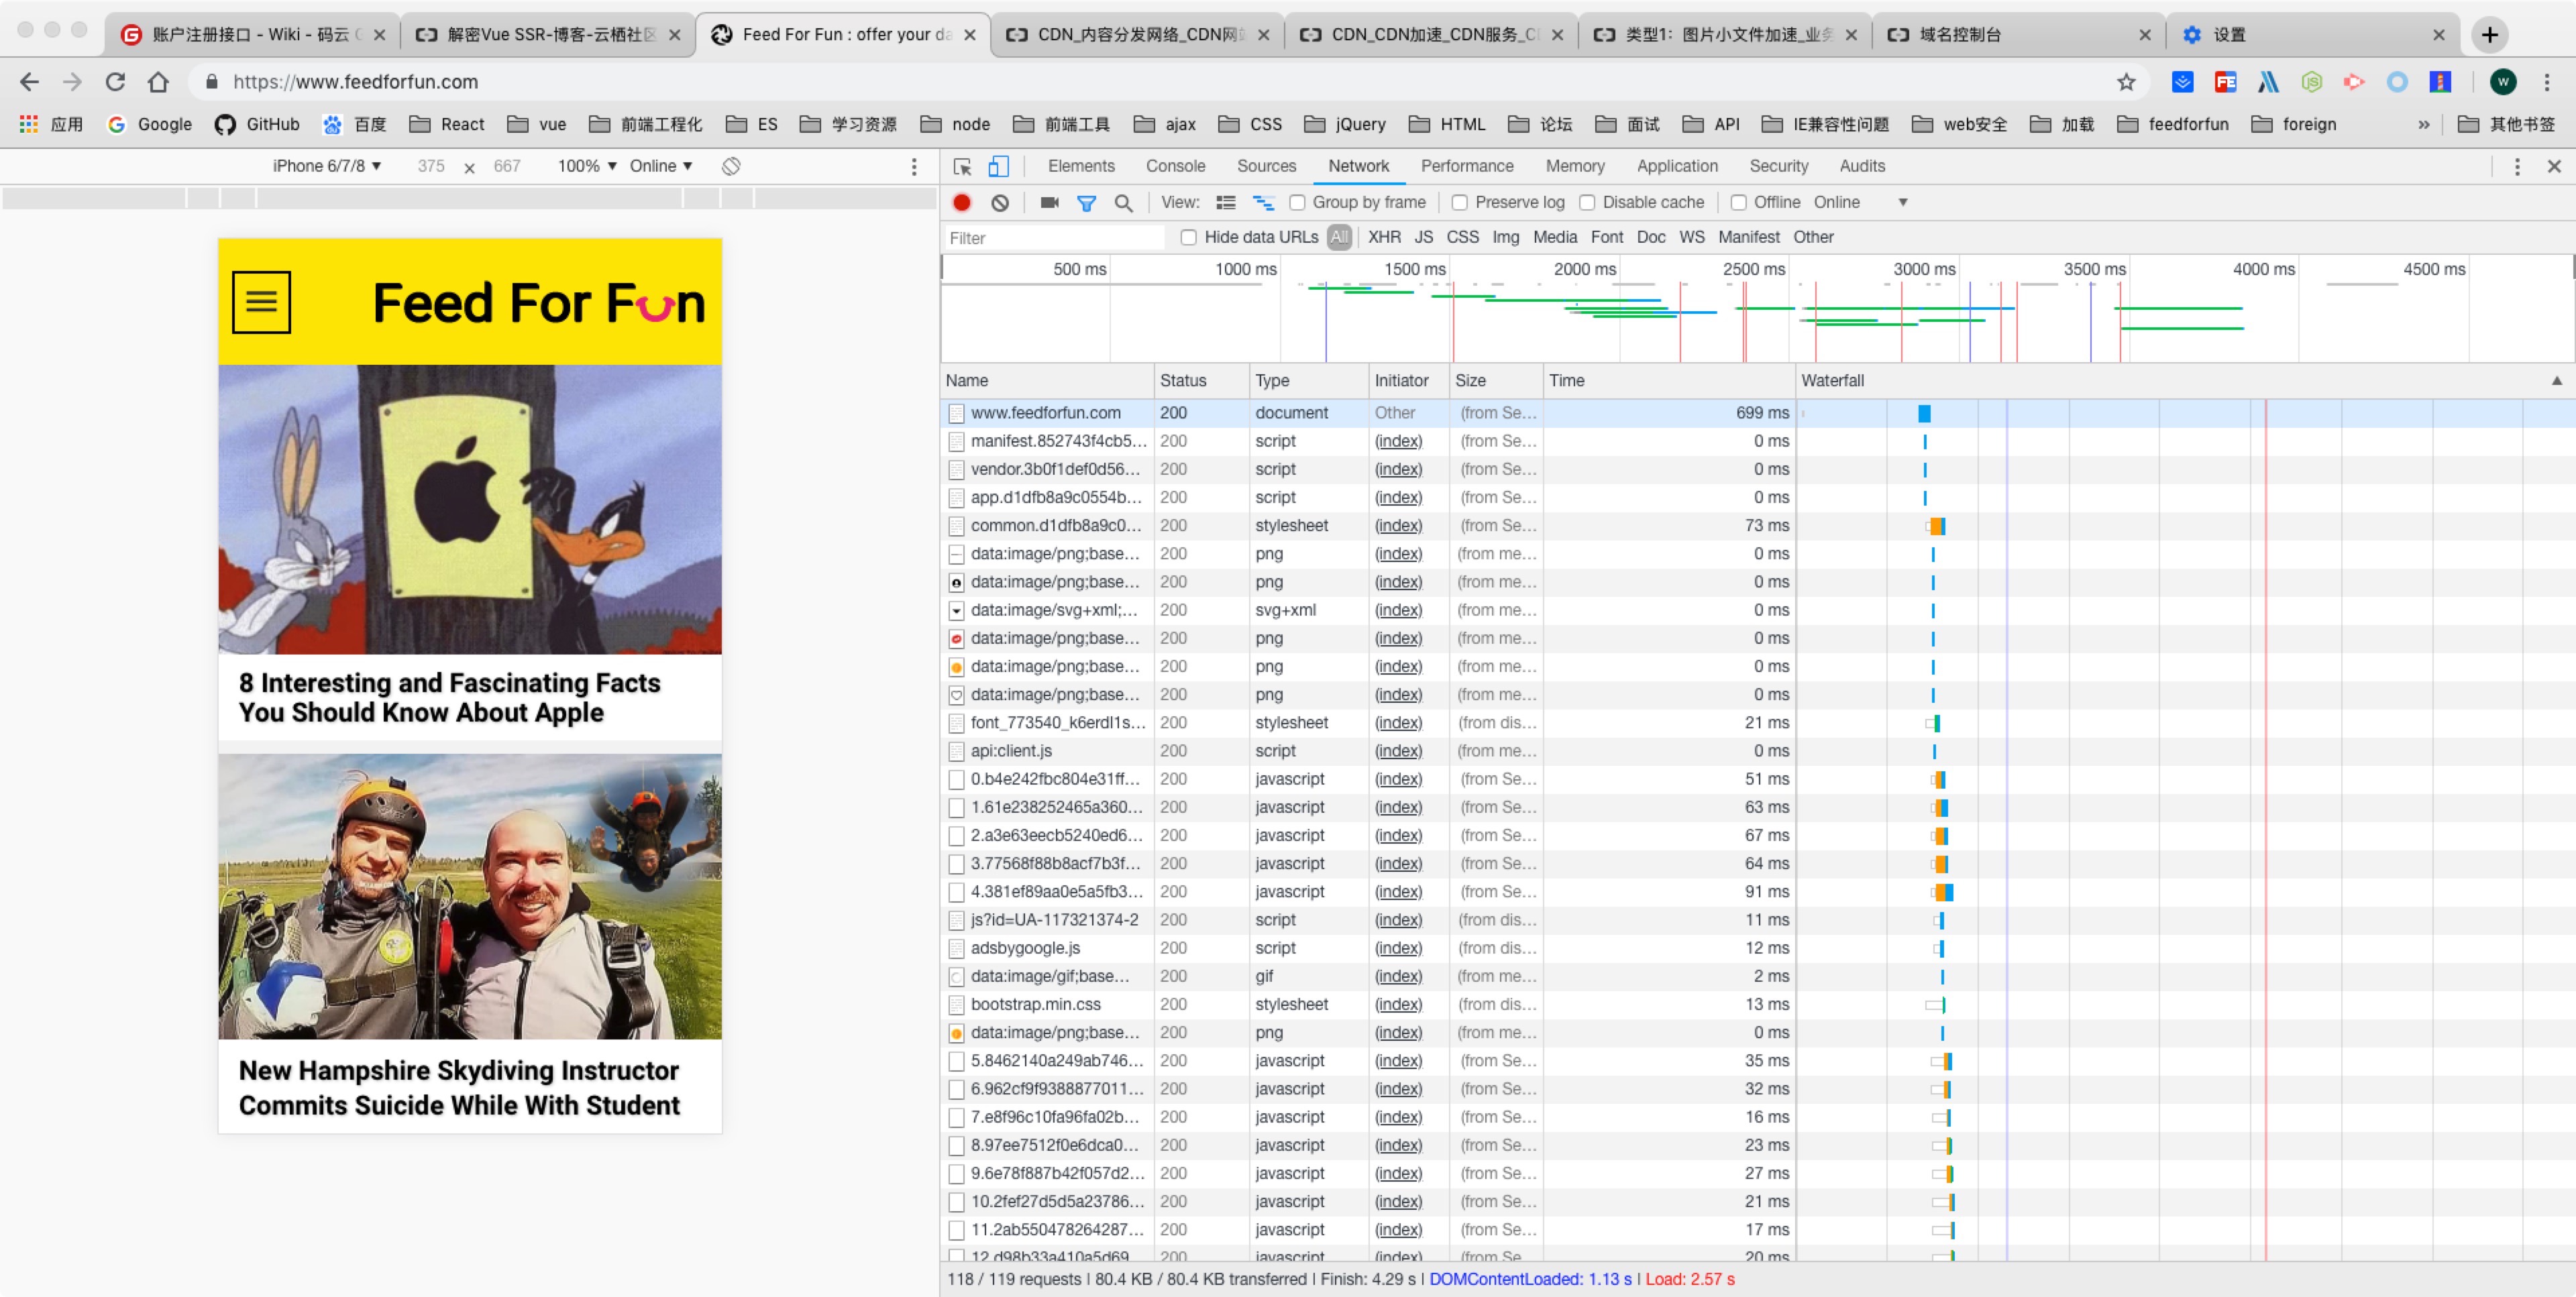 账户注册接口 - Wiki - 码云
解密Vue SSR-博客-云栖社区
Feed For Fun : offer your da
CDN_内容分发网络_CDN网
CDN_CDN加速_CDN服务_C
类型1：图片小文件加速_业务
域名控制台
设置
https://www.feedforfun.com
W
应用 Google GitHub 百度 React vue 前端工程化 ES 学习资源 node 前端工具 ajax CSS jQuery HTML 论坛 面试 API IE兼容性问题 web安全 加载 feedforfun foreign » 其他书签
iPhone 6/7/8 ▼ 375 x 667 100% ▼ Online ▼
Feed For Fun
8 Interesting and Fascinating Facts
You Should Know About Apple
New Hampshire Skydiving Instructor
Commits Suicide While With Student
Elements Console Sources Network Performance Memory Application Security Audits
View: Group by frame Preserve log Disable cache Offline Online ▼
Filter Hide data URLs All XHR JS CSS Img Media Font Doc WS Manifest Other
500 ms 1000 ms 1500 ms 2000 ms 2500 ms 3000 ms 3500 ms 4000 ms 4500 ms
Name Status Type Initiator Size Time Waterfall
www.feedforfun.com 200 document Other (from Se... 699 ms
manifest.852743f4cb5... 200 script (index) (from Se... 0 ms
vendor.3b0f1def0d56... 200 script (index) (from Se... 0 ms
app.d1dfb8a9c0554b... 200 script (index) (from Se... 0 ms
common.d1dfb8a9c0... 200 stylesheet (index) (from Se... 73 ms
data:image/png;base... 200 png (index) (from me... 0 ms
data:image/png;base... 200 png (index) (from me... 0 ms
data:image/svg+xml;... 200 svg+xml (index) (from me... 0 ms
data:image/png;base... 200 png (index) (from me... 0 ms
data:image/png;base... 200 png (index) (from me... 0 ms
data:image/png;base... 200 png (index) (from me... 0 ms
font_773540_k6erdl1s... 200 stylesheet (index) (from dis... 21 ms
api:client.js 200 script (index) (from me... 0 ms
0.b4e242fbc804e31ff... 200 javascript (index) (from Se... 51 ms
1.61e238252465a360... 200 javascript (index) (from Se... 63 ms
2.a3e63eecb5240ed6... 200 javascript (index) (from Se... 67 ms
3.77568f88b8acf7b3f... 200 javascript (index) (from Se... 64 ms
4.381ef89aa0e5a5fb3... 200 javascript (index) (from Se... 91 ms
js?id=UA-117321374-2 200 script (index) (from dis... 11 ms
adsbygoogle.js 200 script (index) (from dis... 12 ms
data:image/gif;base... 200 gif (index) (from me... 2 ms
bootstrap.min.css 200 stylesheet (index) (from dis... 13 ms
data:image/png;base... 200 png (index) (from me... 0 ms
5.8462140a249ab746... 200 javascript (index) (from Se... 35 ms
6.962cf9f9388877011... 200 javascript (index) (from Se... 32 ms
7.e8f96c10fa96fa02b... 200 javascript (index) (from Se... 16 ms
8.97ee7512f0e6dca0... 200 javascript (index) (from Se... 23 ms
9.6e78f887b42f057d2... 200 javascript (index) (from Se... 27 ms
10.2fef27d5d5a23786... 200 javascript (index) (from Se... 21 ms
11.2ab550478264287... 200 javascript (index) (from Se... 17 ms
12.d98b33a410a5d69 200 javascript (index) (from Se 20 ms
118 / 119 requests | 80.4 KB / 80.4 KB transferred | Finish: 4.29 s | DOMContentLoaded: 1.13 s | Load: 2.57 s